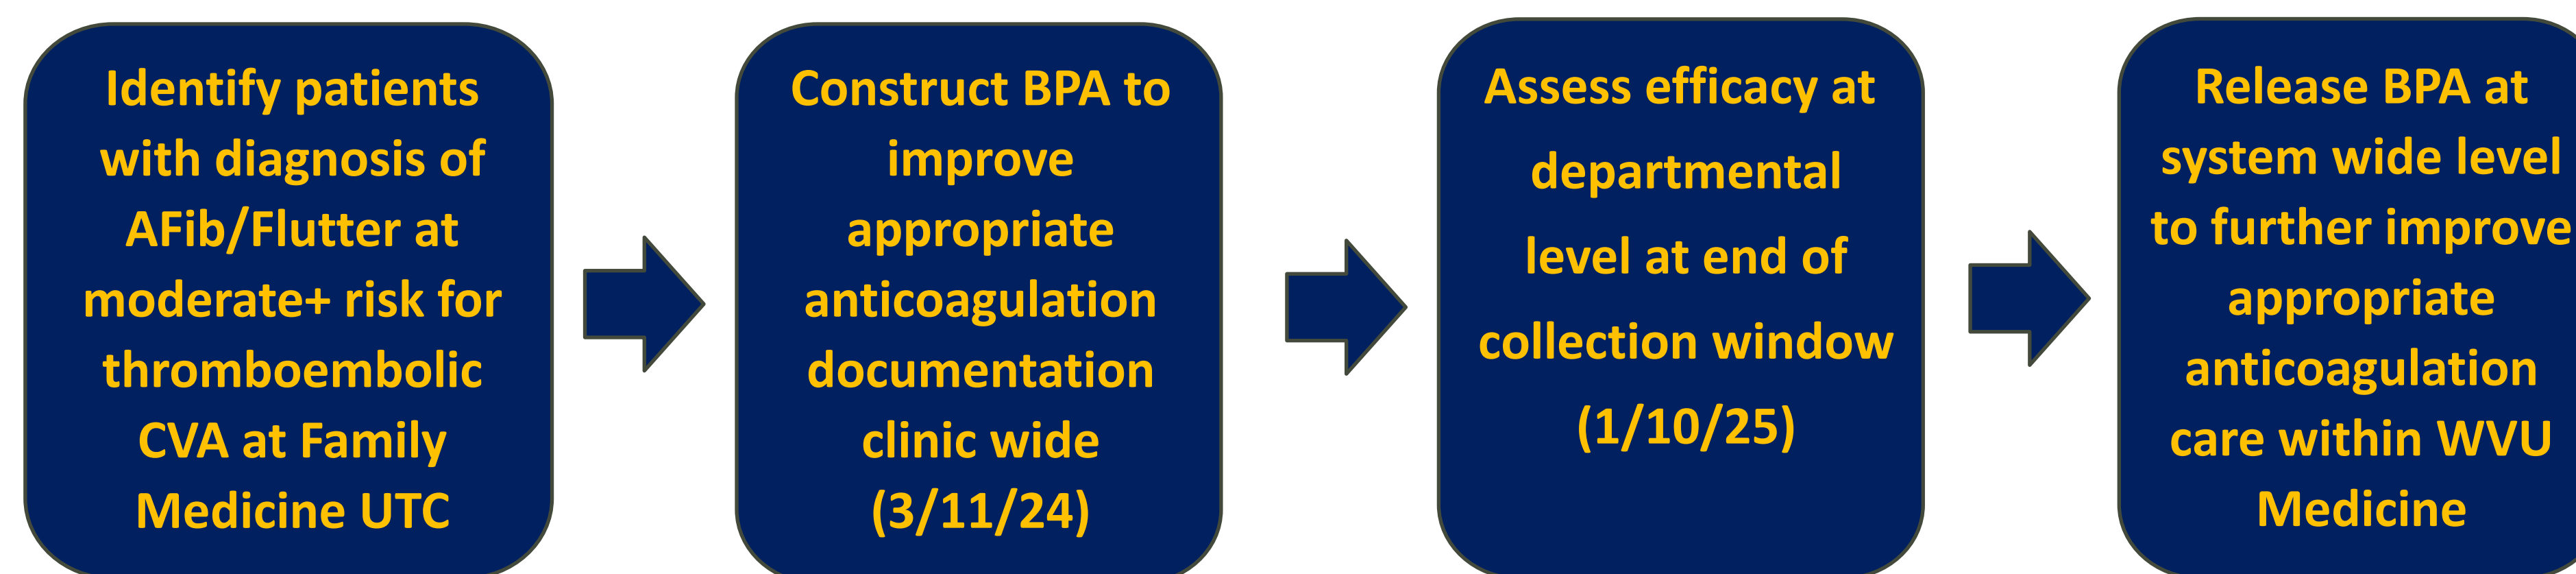 Identify patients
with diagnosis of
AFib/Flutter at
moderate+ risk for
thromboembolic
CVA at Family
Medicine UTC
Construct BPA to
improve
appropriate
anticoagulation
documentation
clinic wide
(3/11/24)
Assess efficacy at
departmental
level at end of
collection window
(1/10/25)
Release BPA at
system wide level
to further improve
appropriate
anticoagulation
care within WVU
Medicine